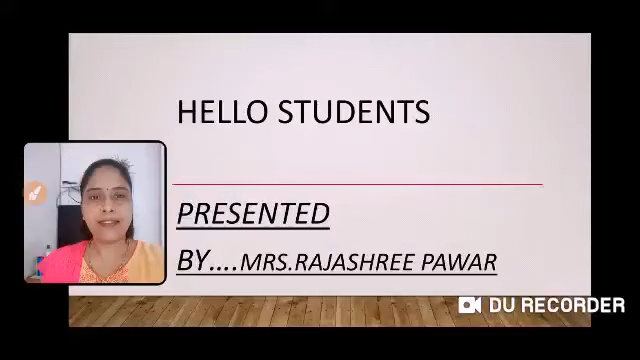 HELLO STUDENTS
PRESENTED
BY....MRS.RAJASHREE PAWAR
DU RECORDER